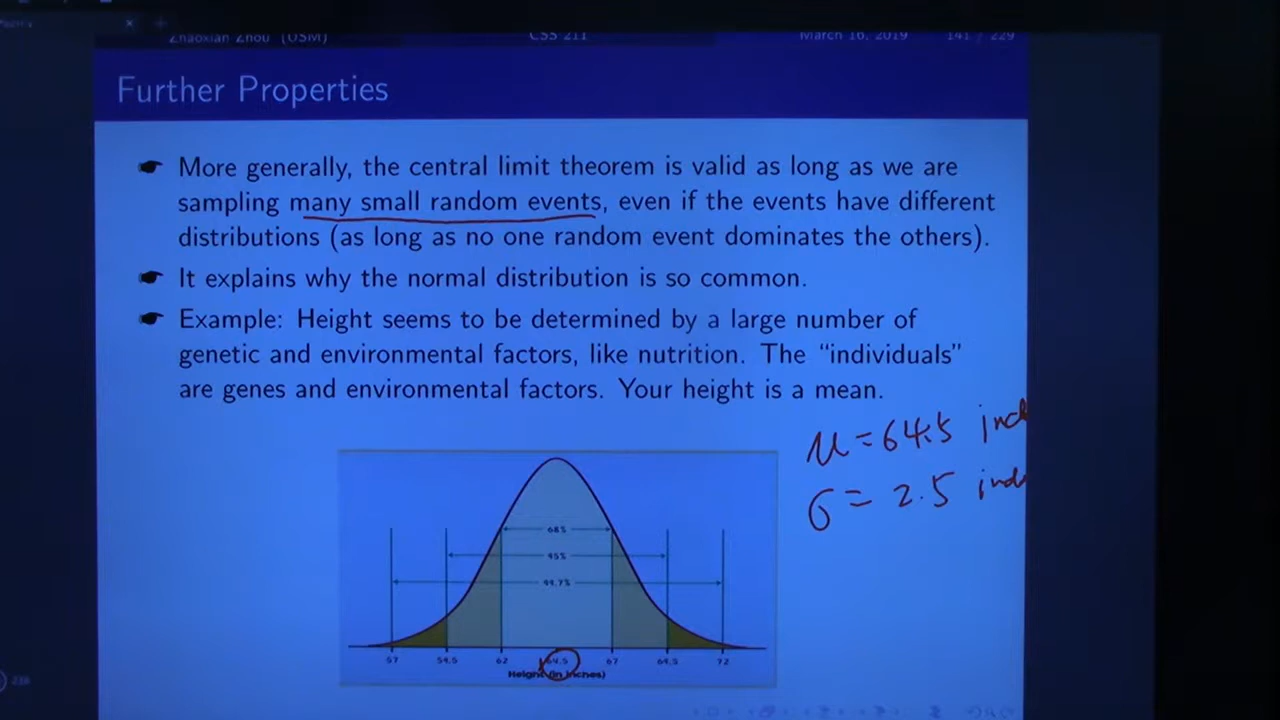 Zhaoxian Zhou (USM) CSS 211 March 16, 2019 141 / 229
Further Properties
More generally, the central limit theorem is valid as long as we are
sampling many small random events, even if the events have different
distributions (as long as no one random event dominates the others).
It explains why the normal distribution is so common.
Example: Height seems to be determined by a large number of
genetic and environmental factors, like nutrition. The “individuals”
are genes and environmental factors. Your height is a mean.
μ = 64.5 inch
σ = 2.5 inch
68%
95%
99.7%
57 59.5 62 64.5 67 69.5 72
Height (in inches)